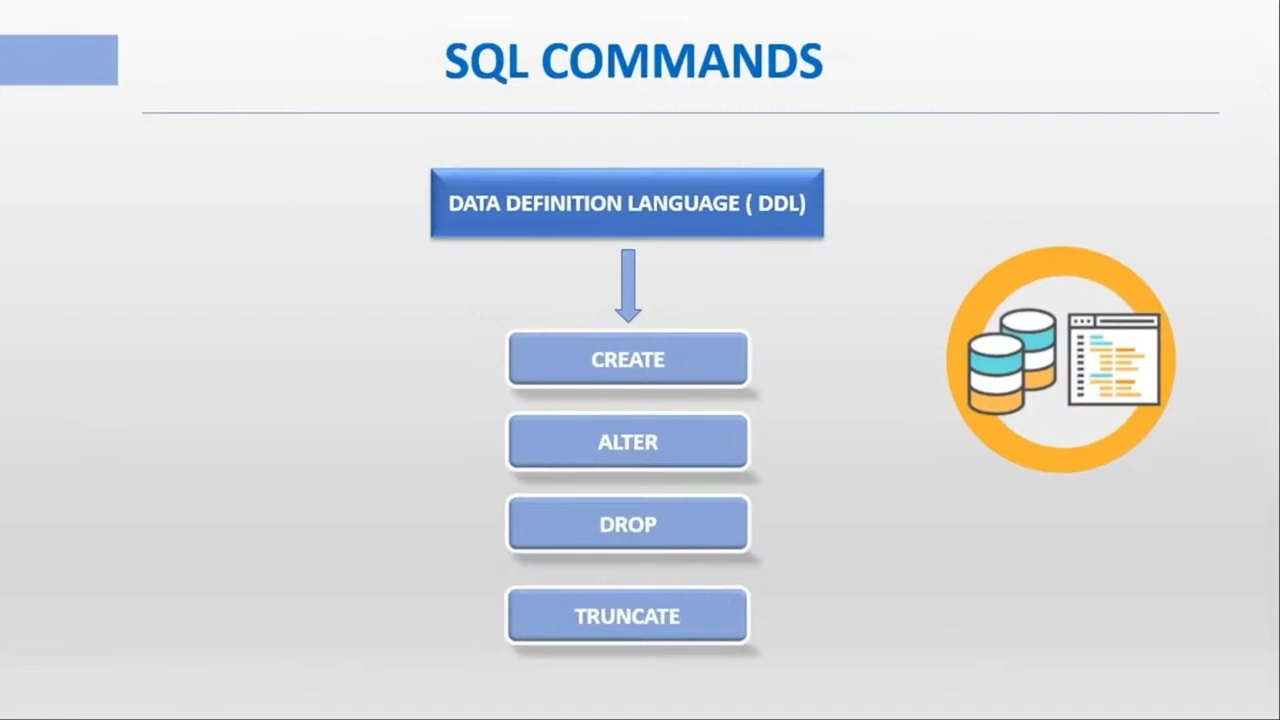 SQL COMMANDS
DATA DEFINITION LANGUAGE ( DDL)
CREATE
ALTER
DROP
TRUNCATE